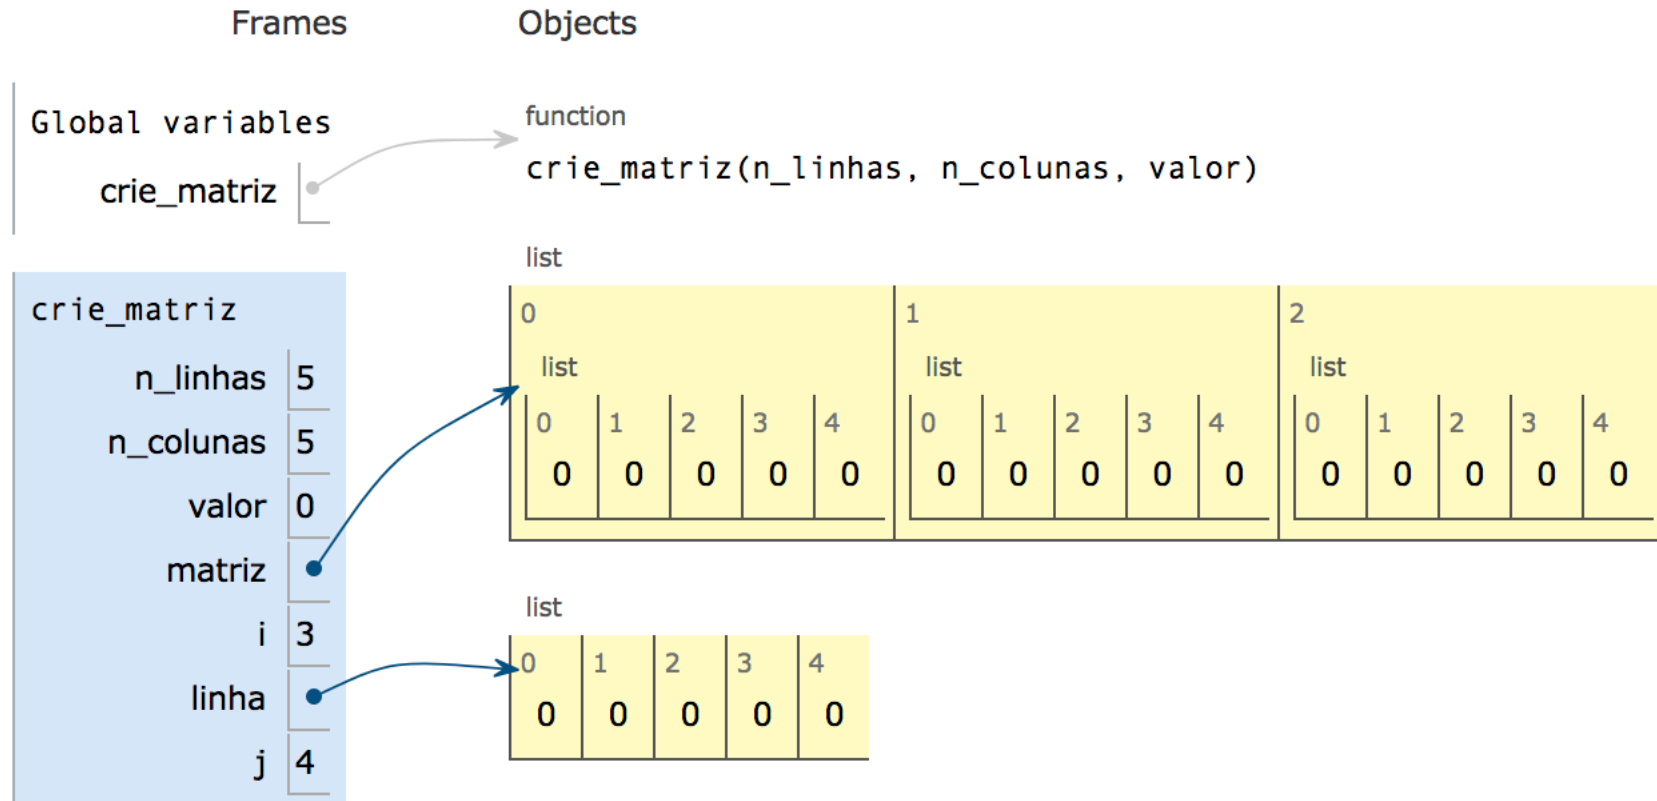 Frames Objects
Global variables
crie_matriz
function
crie_matriz(n_linhas, n_colunas, valor)
crie_matriz
n_linhas 5
n_colunas 5
valor 0
matriz
i 3
linha
j 4
list
0 1 2
list list list
0 1 2 3 4 0 1 2 3 4 0 1 2 3 4
0 0 0 0 0 0 0 0 0 0 0 0 0 0 0
list
0 1 2 3 4
0 0 0 0 0